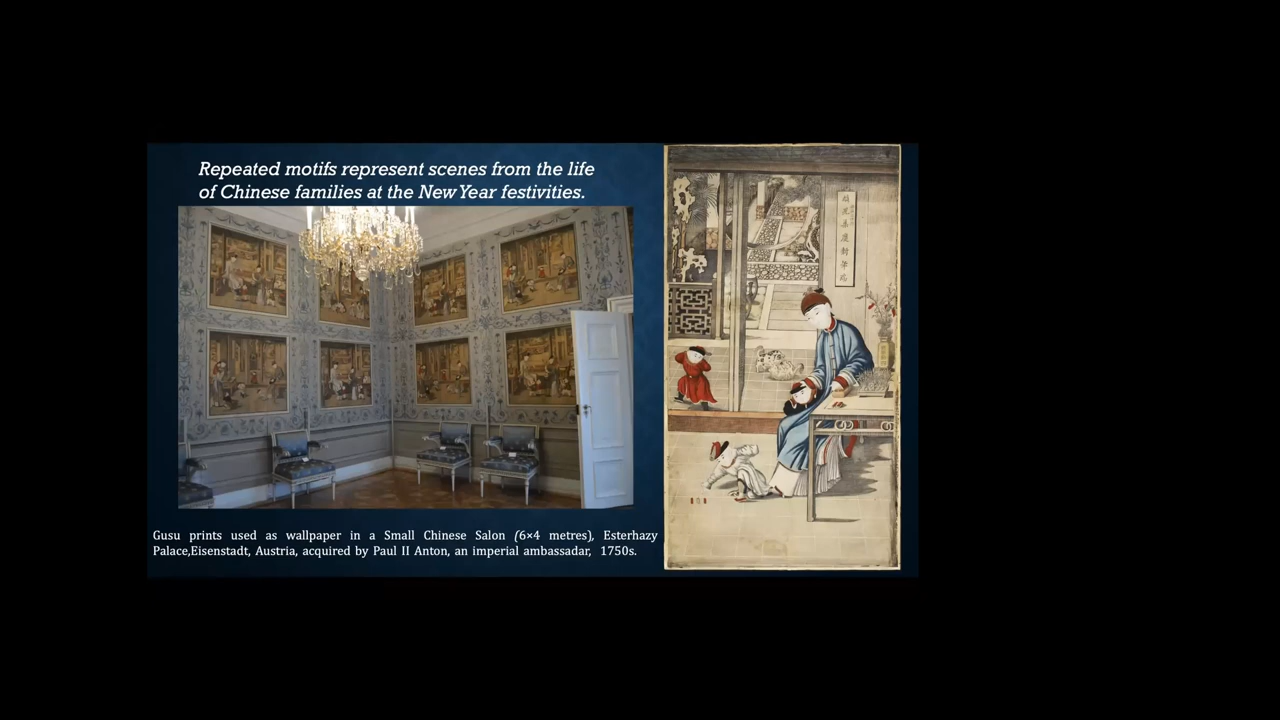 Repeated motifs represent scenes from the life
of Chinese families at the New Year festivities.
Gusu prints used as wallpaper in a Small Chinese Salon (6×4 metres), Esterhazy
Palace,Eisenstadt, Austria, acquired by Paul II Anton, an imperial ambassadar, 1750s.